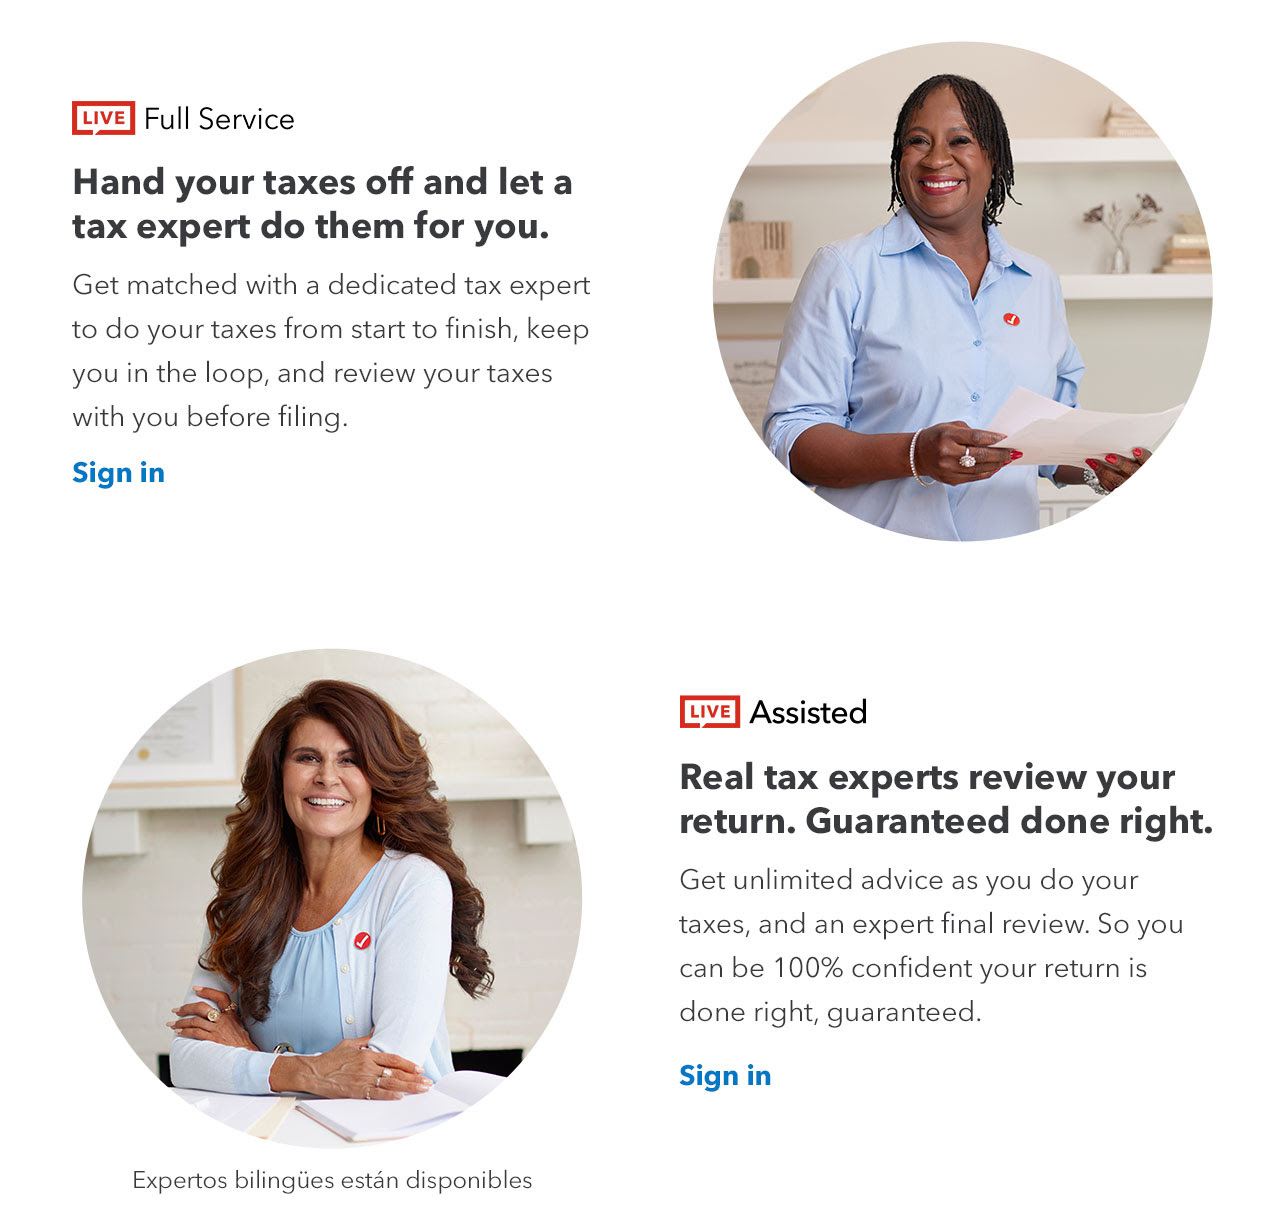 LIVE Full Service
Hand your taxes off and let a
tax expert do them for you.
Get matched with a dedicated tax expert
to do your taxes from start to finish, keep
you in the loop, and review your taxes
with you before filing.
Sign in
LIVE Assisted
Real tax experts review your
return. Guaranteed done right.
Get unlimited advice as you do your
taxes, and an expert final review. So you
can be 100% confident your return is
done right, guaranteed.
Sign in
Expertos bilingües están disponibles